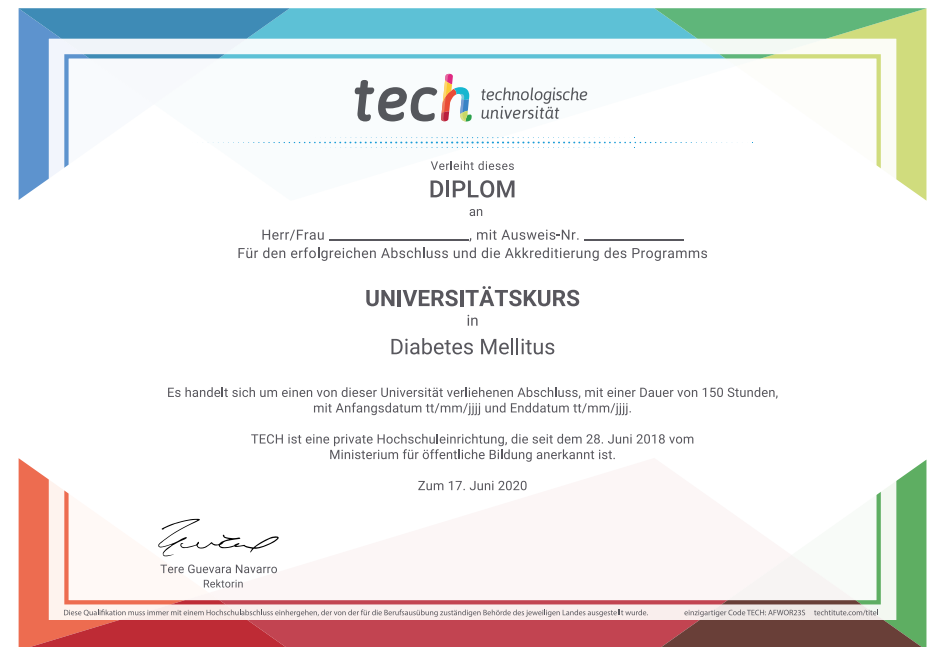 tech technologische
universität
Verleiht dieses
DIPLOM
an
Herr/Frau ____________, mit Ausweis-Nr. ____________
Für den erfolgreichen Abschluss und die Akkreditierung des Programms
UNIVERSITÄTSKURS
in
Diabetes Mellitus
Es handelt sich um einen von dieser Universität verliehenen Abschluss, mit einer Dauer von 150 Stunden,
mit Anfangsdatum tt/mm/jjjj und Enddatum tt/mm/jjjj.
TECH ist eine private Hochschuleinrichtung, die seit dem 28. Juni 2018 vom
Ministerium für öffentliche Bildung anerkannt ist.
Zum 17. Juni 2020
Tere Guevara Navarro
Rektorin
Diese Qualifikation muss immer mit einem Hochschulabschluss einhergehen, der von der für die Berufsausübung zuständigen Behörde des jeweiligen Landes ausgestellt wurde. einzigartiger Code TECH: AFWOR23S techtitute.com/titel